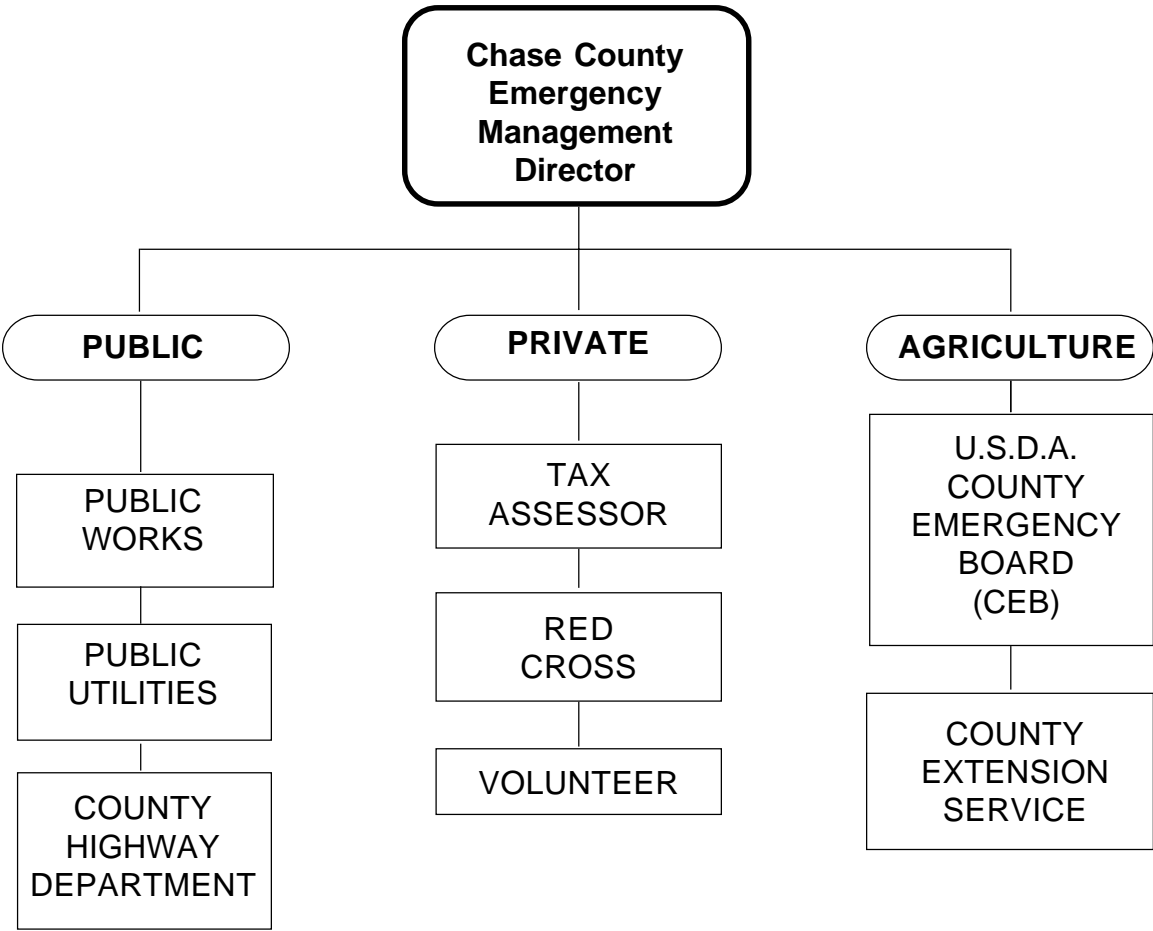 Chase County
Emergency
Management
Director
PUBLIC
PRIVATE
AGRICULTURE
PUBLIC
WORKS
PUBLIC
UTILITIES
COUNTY
HIGHWAY
DEPARTMENT
TAX
ASSESSOR
RED
CROSS
VOLUNTEER
U.S.D.A.
COUNTY
EMERGENCY
BOARD
(CEB)
COUNTY
EXTENSION
SERVICE